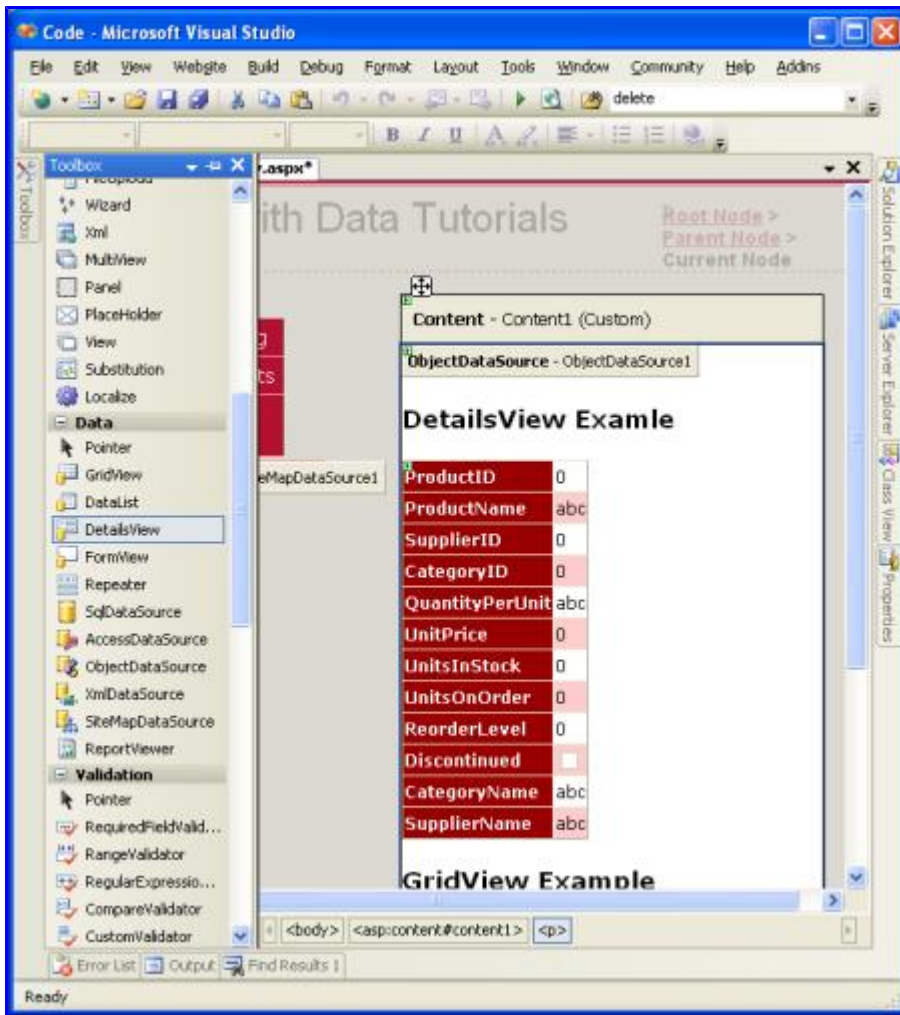 Code - Microsoft Visual Studio
File Edit View Website Build Debug Format Layout Tools Window Community Help Addins
delete
B I U A
Toolbox
Toolbox
.aspx*
Wizard
Xml
MultiView
Panel
PlaceHolder
View
Substitution
Localize
Data
Pointer
GridView
DataList
DetailsView
FormView
Repeater
SqlDataSource
AccessDataSource
ObjectDataSource
XmlDataSource
SiteMapDataSource
ReportViewer
Validation
Pointer
RequiredFieldValid...
RangeValidator
RegularExpressio...
CompareValidator
CustomValidator
ith Data Tutorials
Root Node >
Parent Node >
Current Node
g
ts
eMapDataSource1
Content - Content1 (Custom)
ObjectDataSource - ObjectDataSource1
DetailsView Examle
ProductID 0
ProductName abc
SupplierID 0
CategoryID 0
QuantityPerUnit abc
UnitPrice 0
UnitsInStock 0
UnitsOnOrder 0
ReorderLevel 0
Discontinued
CategoryName abc
SupplierName abc
GridView Example
Solution Explorer
Server Explorer
Class View
Properties
<body> <asp:content#content1> <p>
Error List Output Find Results 1
Ready